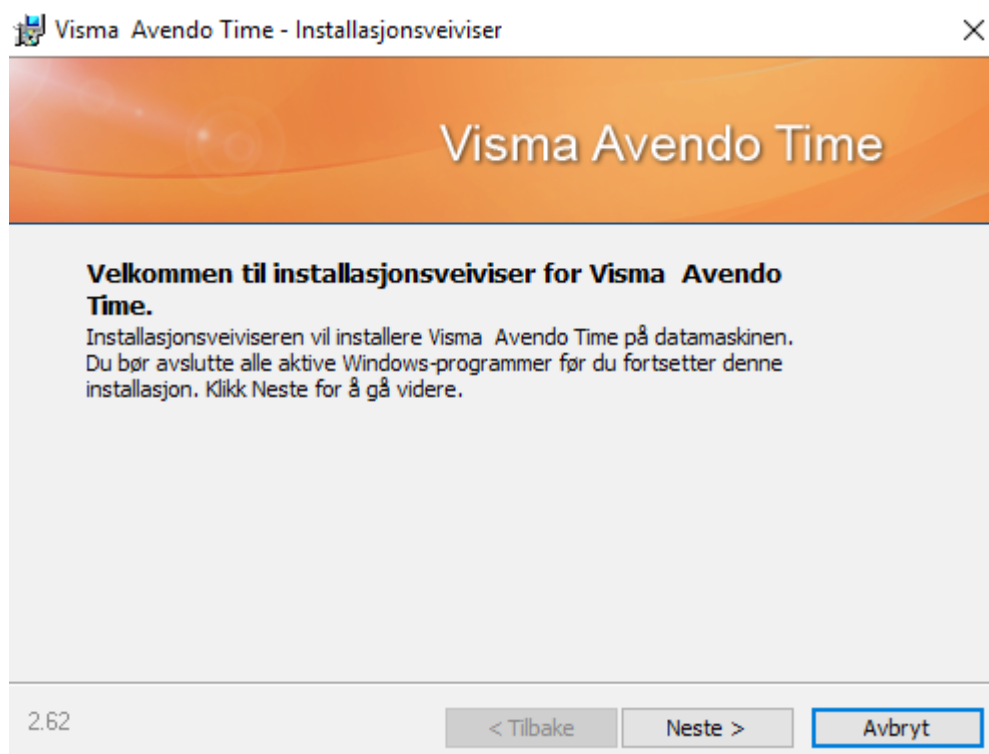 Visma  Avendo Time - Installasjonsveiviser
Visma Avendo Time
Velkommen til installasjonsveiviser for Visma  Avendo
Time.
Installasjonsveiviseren vil installere Visma  Avendo Time på datamaskinen.
Du bør avslutte alle aktive Windows-programmer før du fortsetter denne
installasjon. Klikk Neste for å gå videre.
2.62
< Tilbake
Neste >
Avbryt